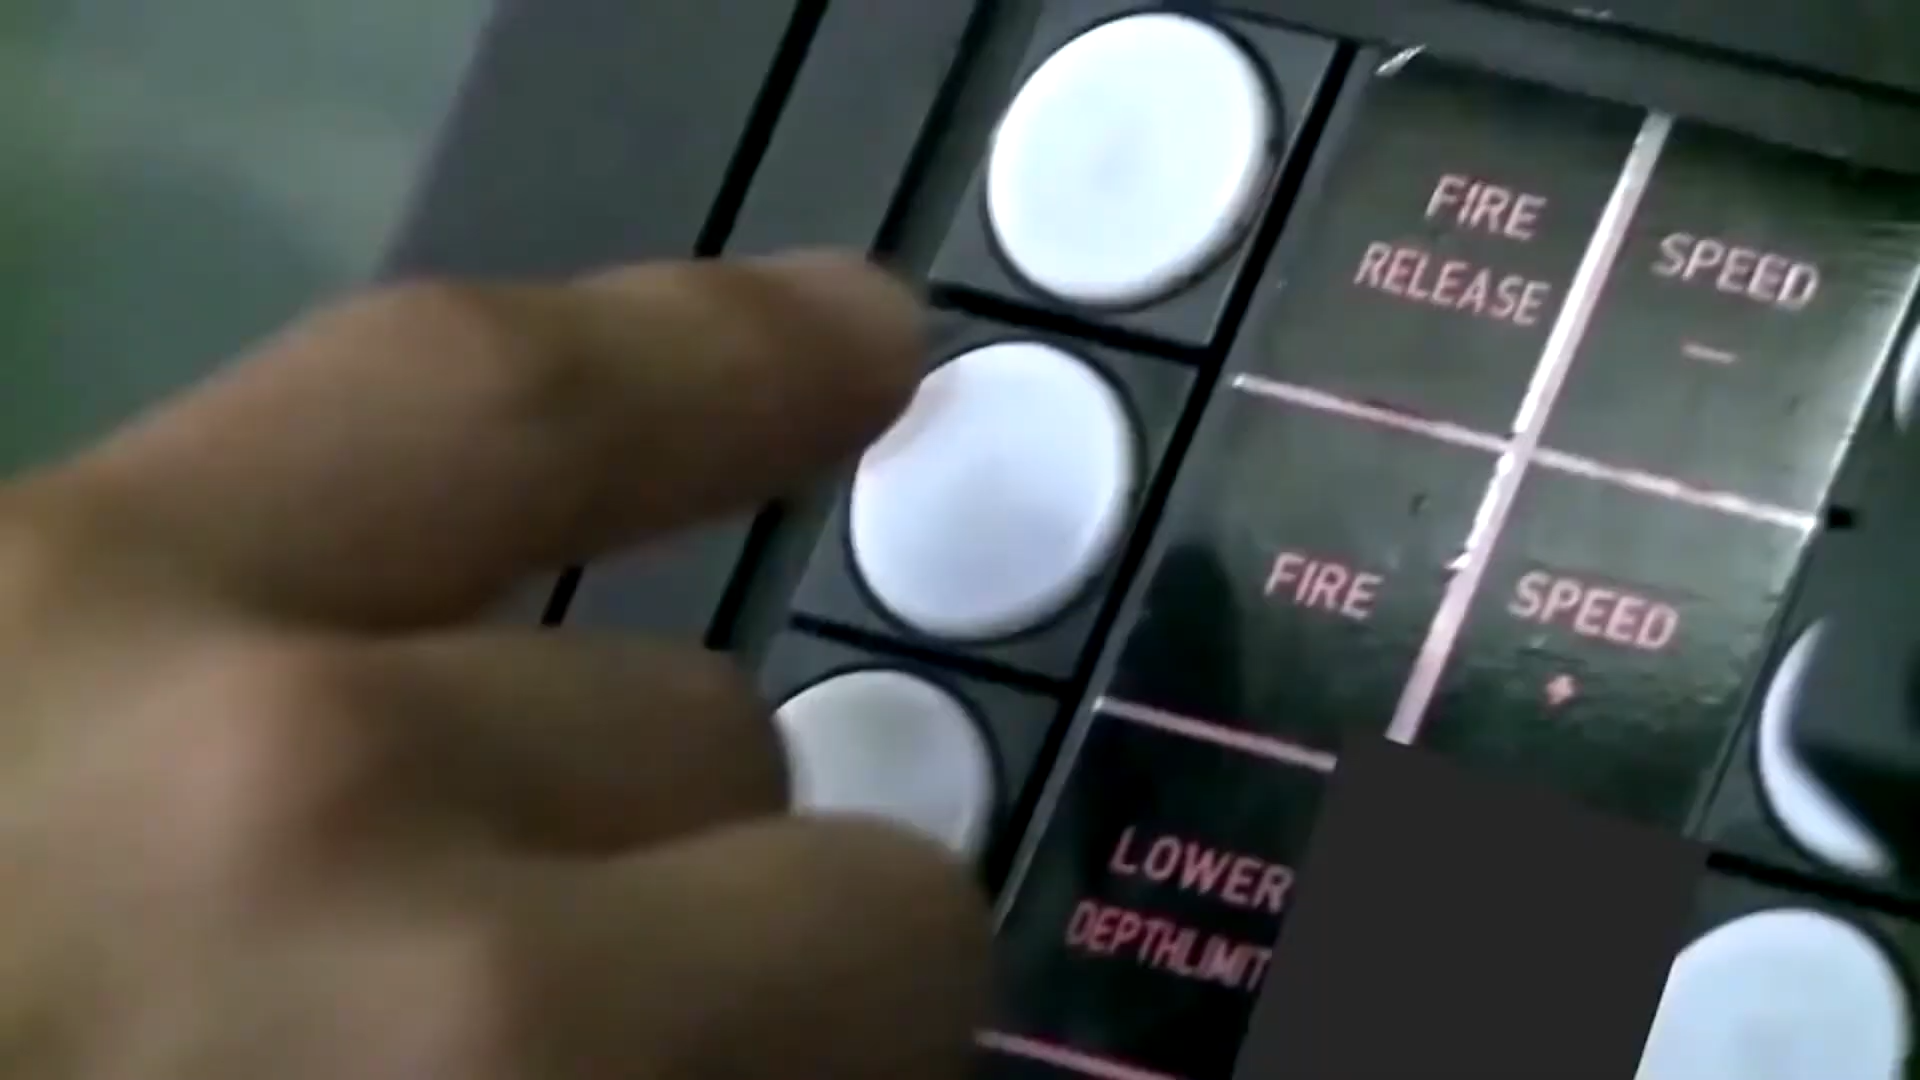 FIRE
RELEASE
SPEED
—
FIRE
SPEED
+
LOWER
DEPTHLIMIT